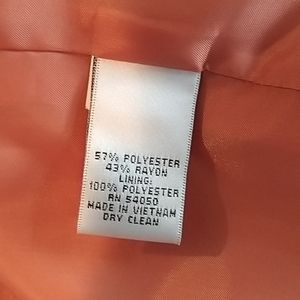 57% POLYESTER
43% RAYON
LINING:
100% POLYESTER
RN 54050
MADE IN VIETNAM
DRY CLEAN